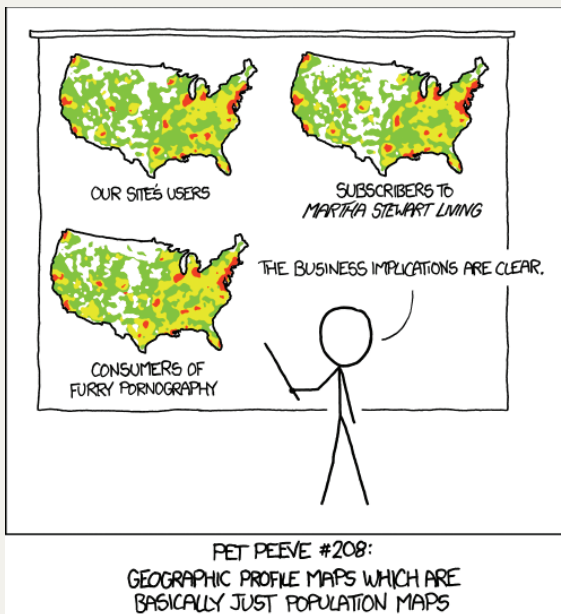 OUR SITE'S USERS
SUBSCRIBERS TO
MARTHA STEWART LIVING
THE BUSINESS IMPLICATIONS ARE CLEAR.
CONSUMERS OF
FURRY PORNOGRAPHY
PET PEEVE #208:
GEOGRAPHIC PROFILE MAPS WHICH ARE
BASICALLY JUST POPULATION MAPS